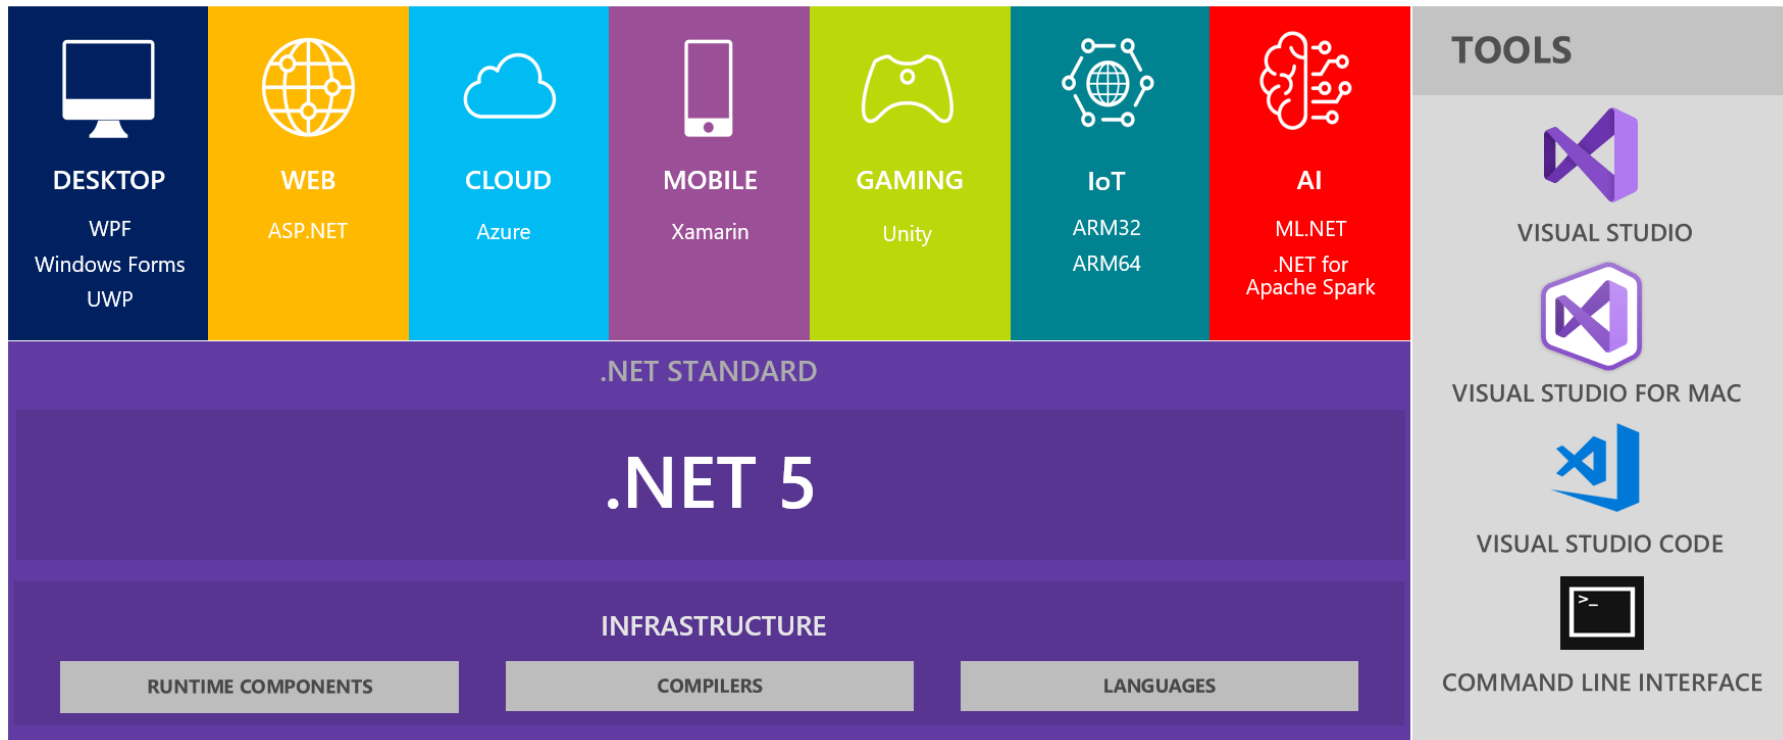 DESKTOP
WPF
Windows Forms
UWP
WEB
ASP.NET
CLOUD
Azure
MOBILE
Xamarin
GAMING
Unity
IoT
ARM32
ARM64
AI
ML.NET
.NET for
Apache Spark
.NET STANDARD
.NET 5
INFRASTRUCTURE
RUNTIME COMPONENTS
COMPILERS
LANGUAGES
TOOLS
VISUAL STUDIO
VISUAL STUDIO FOR MAC
VISUAL STUDIO CODE
>_
COMMAND LINE INTERFACE